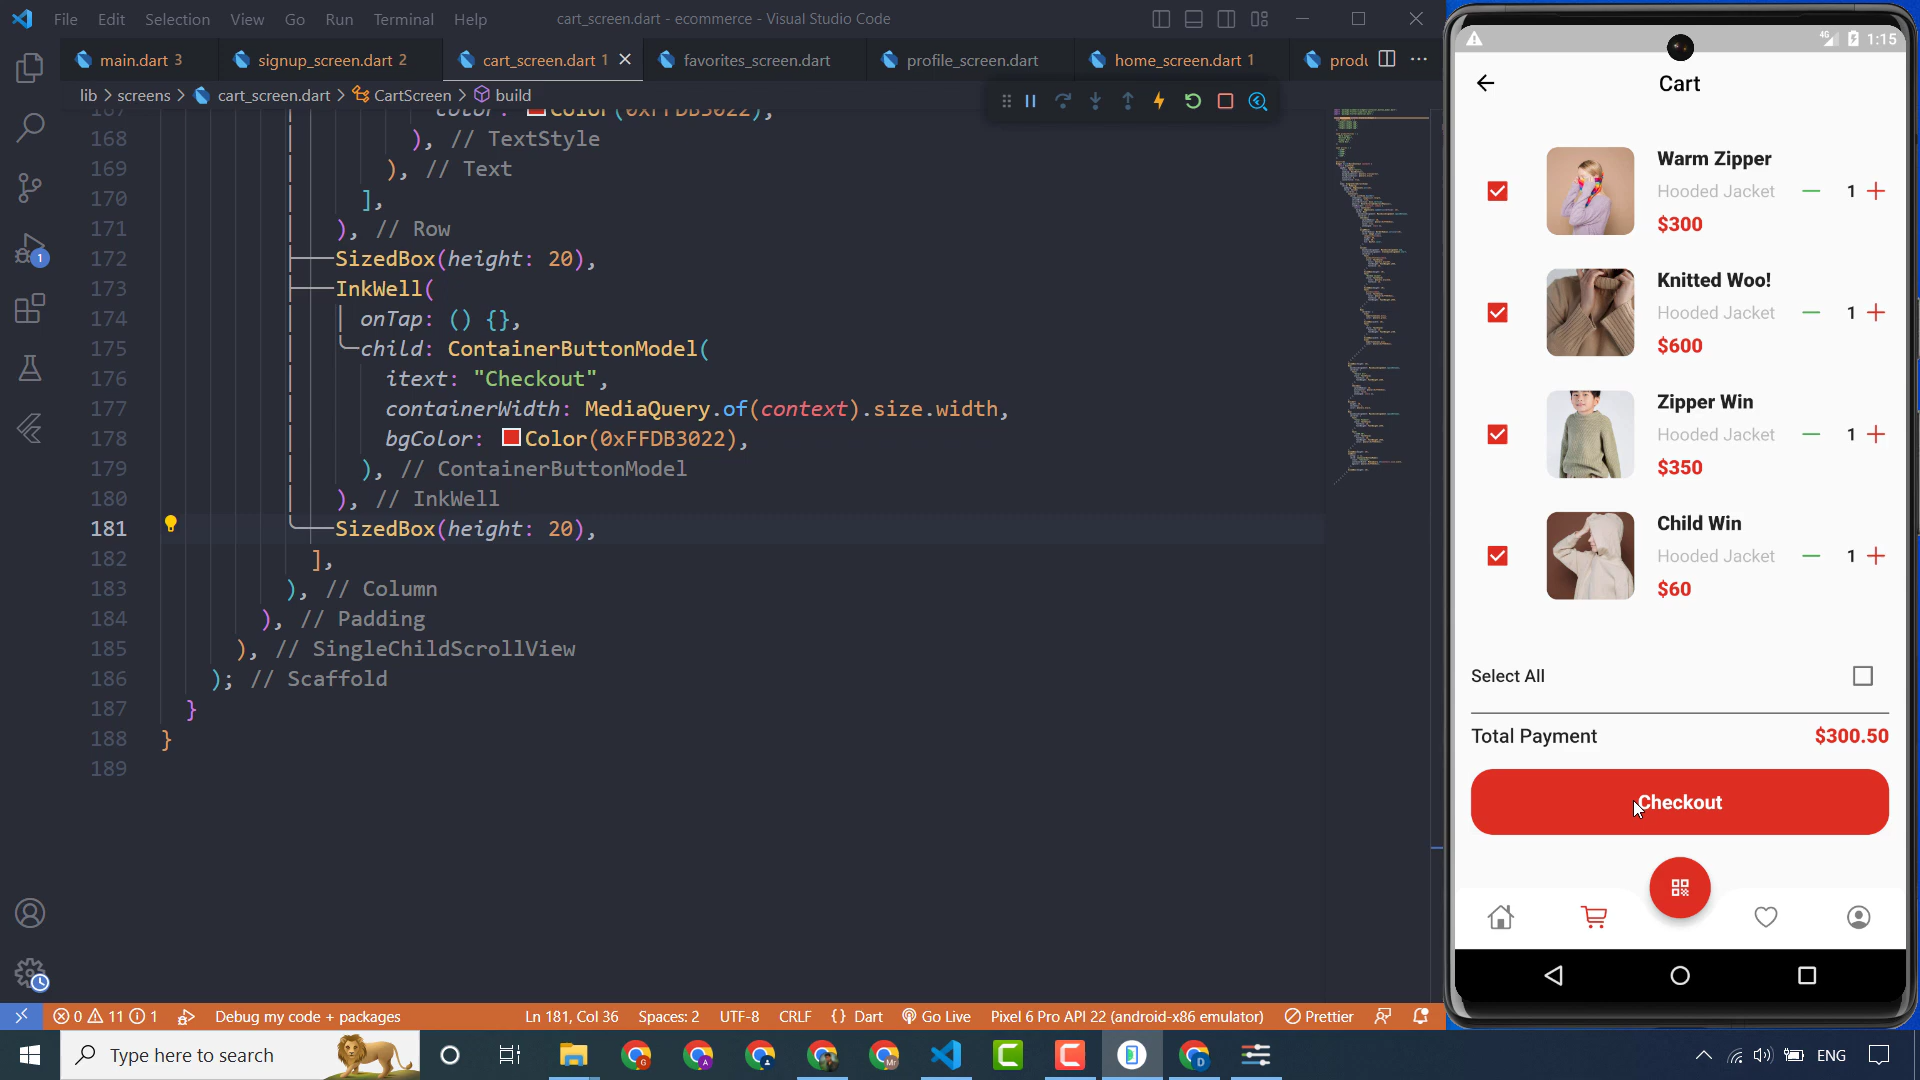 File Edit Selection View Go Run Terminal Help
cart_screen.dart - ecommerce - Visual Studio Code
main.dart 3
signup_screen.dart 2
cart_screen.dart 1
favorites_screen.dart
profile_screen.dart
home_screen.dart 1
produ
lib > screens > cart_screen.dart > CartScreen > build
167 color: Color(0xFFDB3022),
168 ), // TextStyle
169 ), // Text
170 ],
171 ), // Row
172 SizedBox(height: 20),
173 InkWell(
174 onTap: () {},
175 child: ContainerButtonModel(
176 itext: "Checkout",
177 containerWidth: MediaQuery.of(context).size.width,
178 bgColor: Color(0xFFDB3022),
179 ), // ContainerButtonModel
180 ), // InkWell
181 SizedBox(height: 20),
182 ],
183 ), // Column
184 ), // Padding
185 ), // SingleChildScrollView
186 ); // Scaffold
187 }
188 }
189
1
0 11 1 Debug my code + packages Ln 181, Col 36 Spaces: 2 UTF-8 CRLF {} Dart Go Live Pixel 6 Pro API 22 (android-x86 emulator) Prettier
Type here to search
ENG
4G 1:15
Cart
Warm Zipper
Hooded Jacket 1
$300
Knitted Woo!
Hooded Jacket 1
$600
Zipper Win
Hooded Jacket 1
$350
Child Win
Hooded Jacket 1
$60
Select All
Total Payment $300.50
Checkout